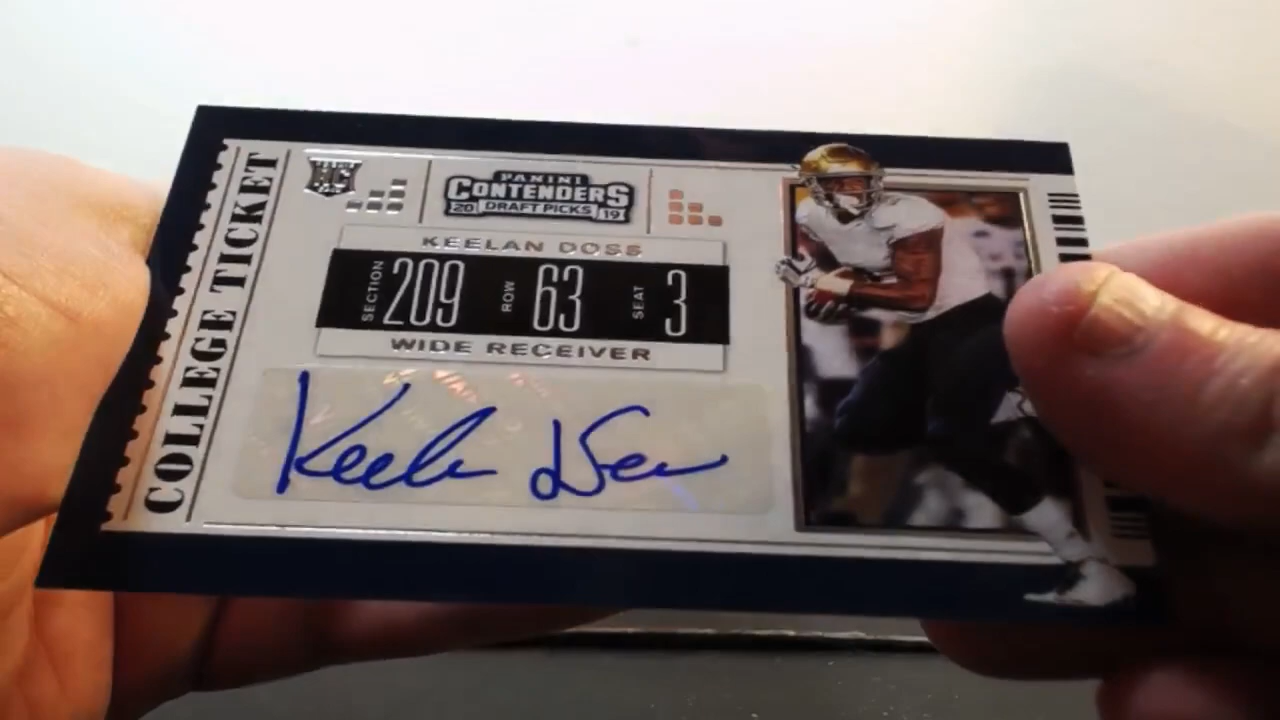 COLLEGE TICKET
RC
PANINI
CONTENDERS
20 DRAFT PICKS 19
KEELAN DOSS
SECTION 209 ROW 63 SEAT 3
WIDE RECEIVER